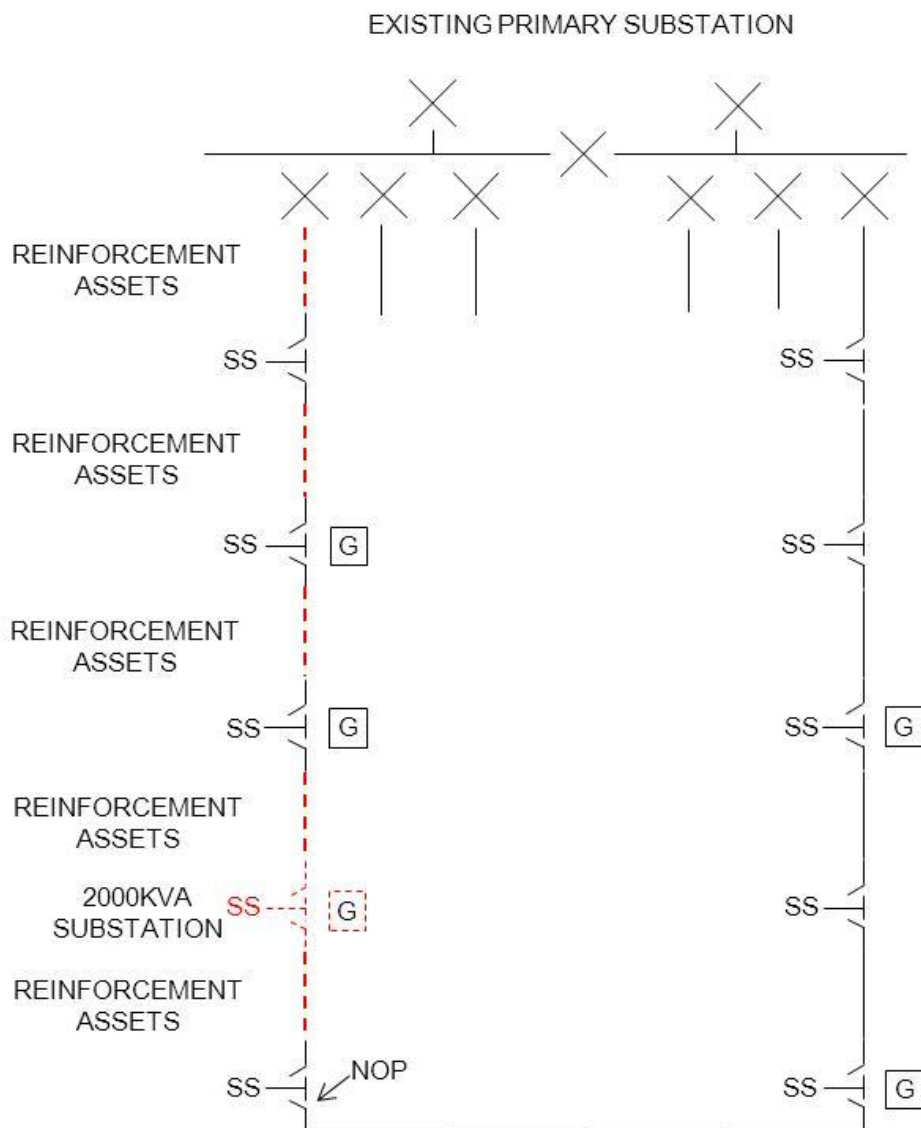 EXISTING PRIMARY SUBSTATION
REINFORCEMENT
ASSETS
SS
SS
REINFORCEMENT
ASSETS
SS
G
SS
REINFORCEMENT
ASSETS
SS
G
SS
G
REINFORCEMENT
ASSETS
2000KVA
SUBSTATION
SS
G
SS
REINFORCEMENT
ASSETS
NOP
SS
SS
G